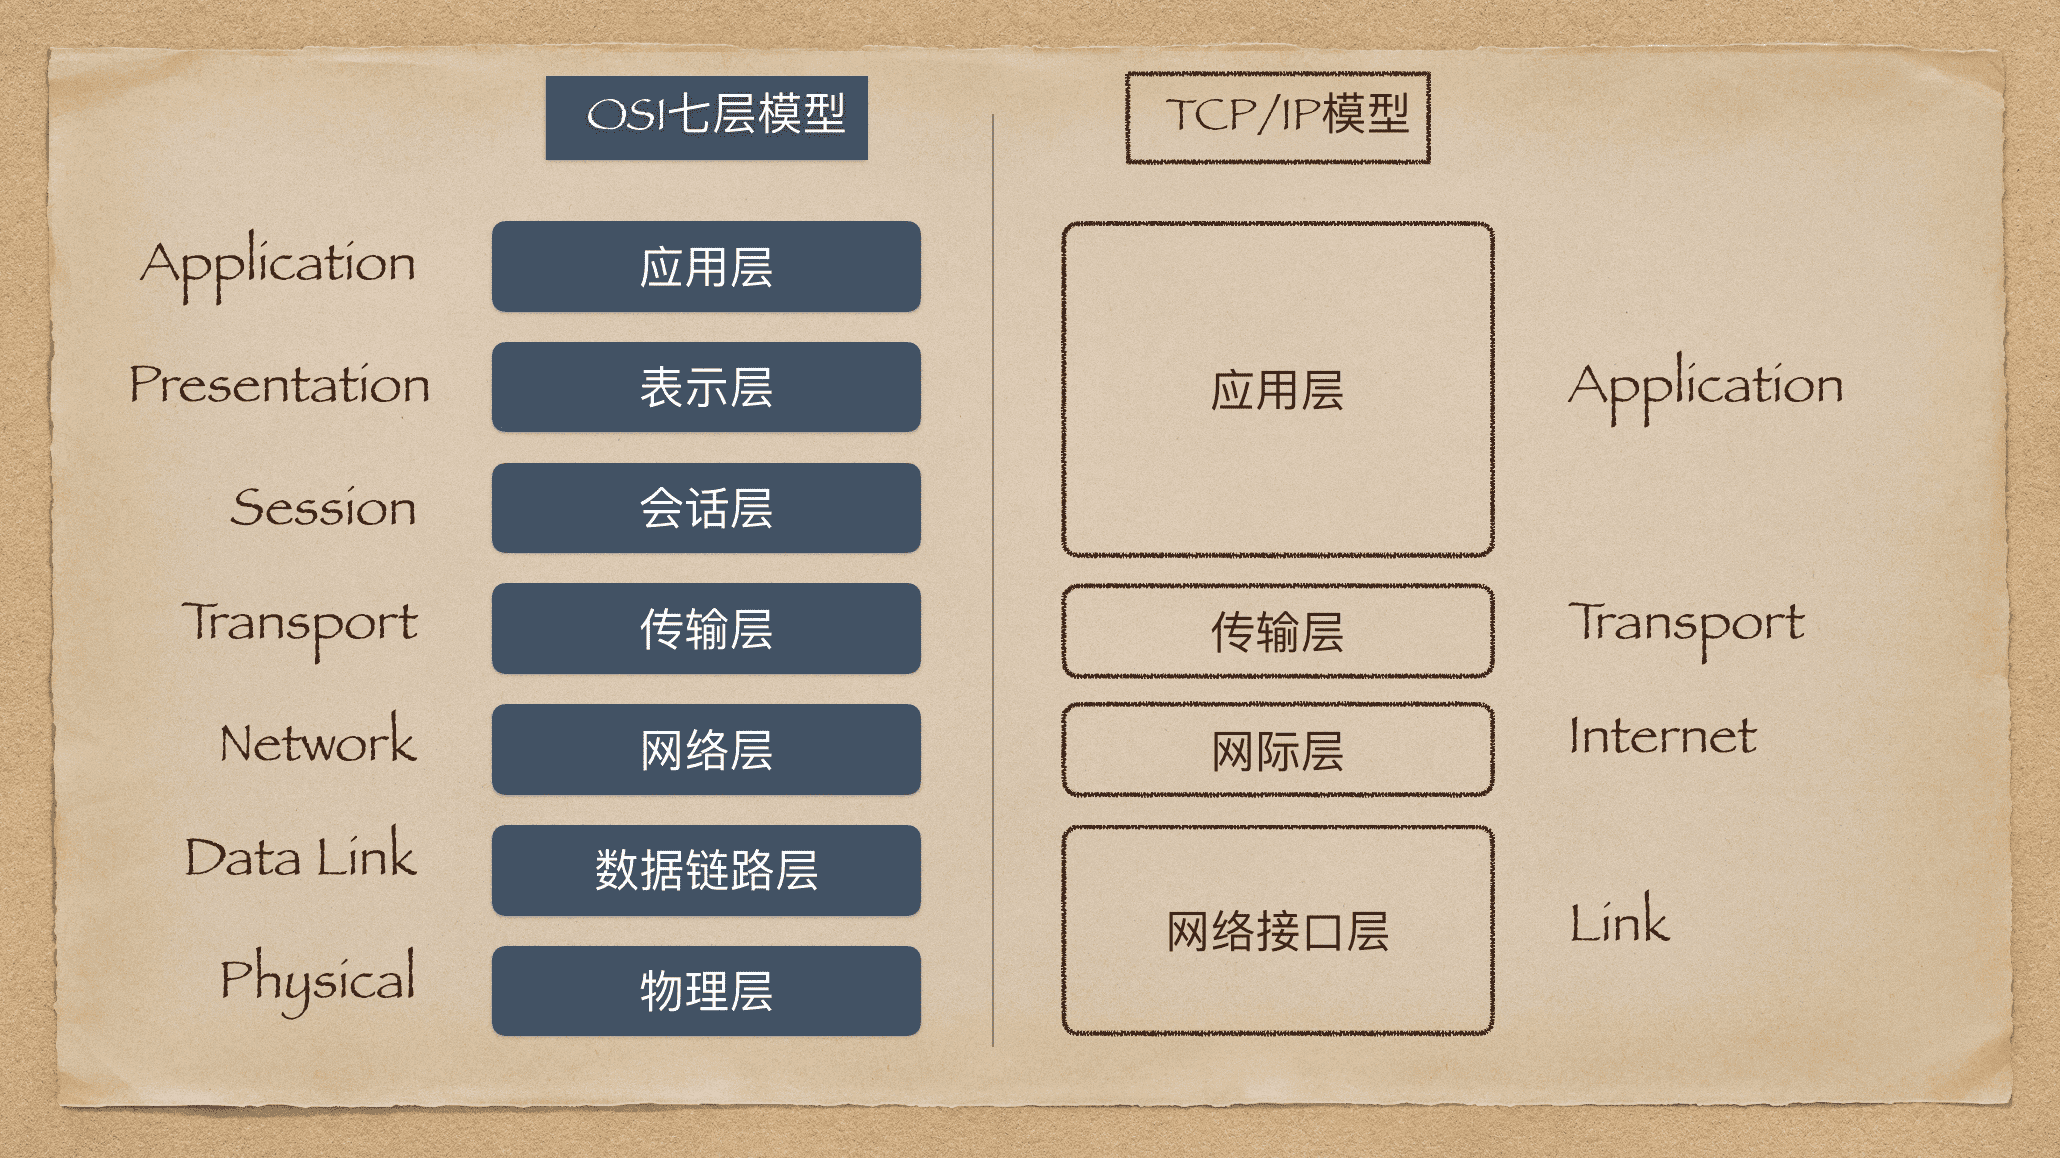 OSI七层模型
TCP/IP模型
Application
应用层
Presentation
表示层
Session
会话层
Transport
传输层
Network
网络层
Data Link
数据链路层
Physical
物理层
应用层
Application
传输层
Transport
网际层
Internet
网络接口层
Link